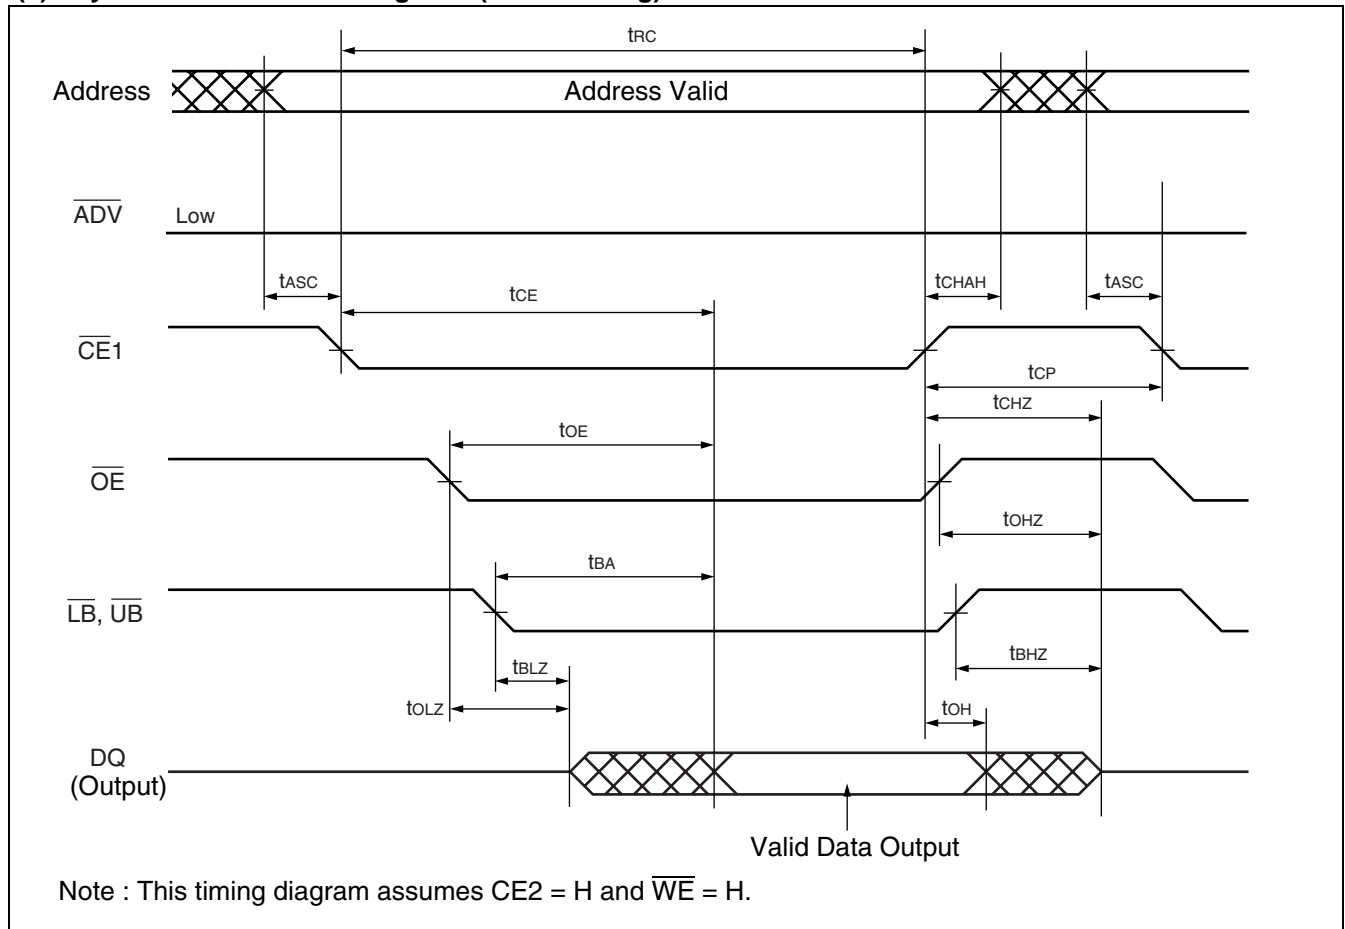 tRC
Address
Address Valid
ADV
Low
tASC
tCE
tCHAH
tASC
CE1
tCP
tCHZ
tOE
OE
tOHZ
tBA
LB, UB
tBLZ
tBHZ
tOLZ
tOH
DQ
(Output)
Valid Data Output
Note : This timing diagram assumes CE2 = H and WE = H.